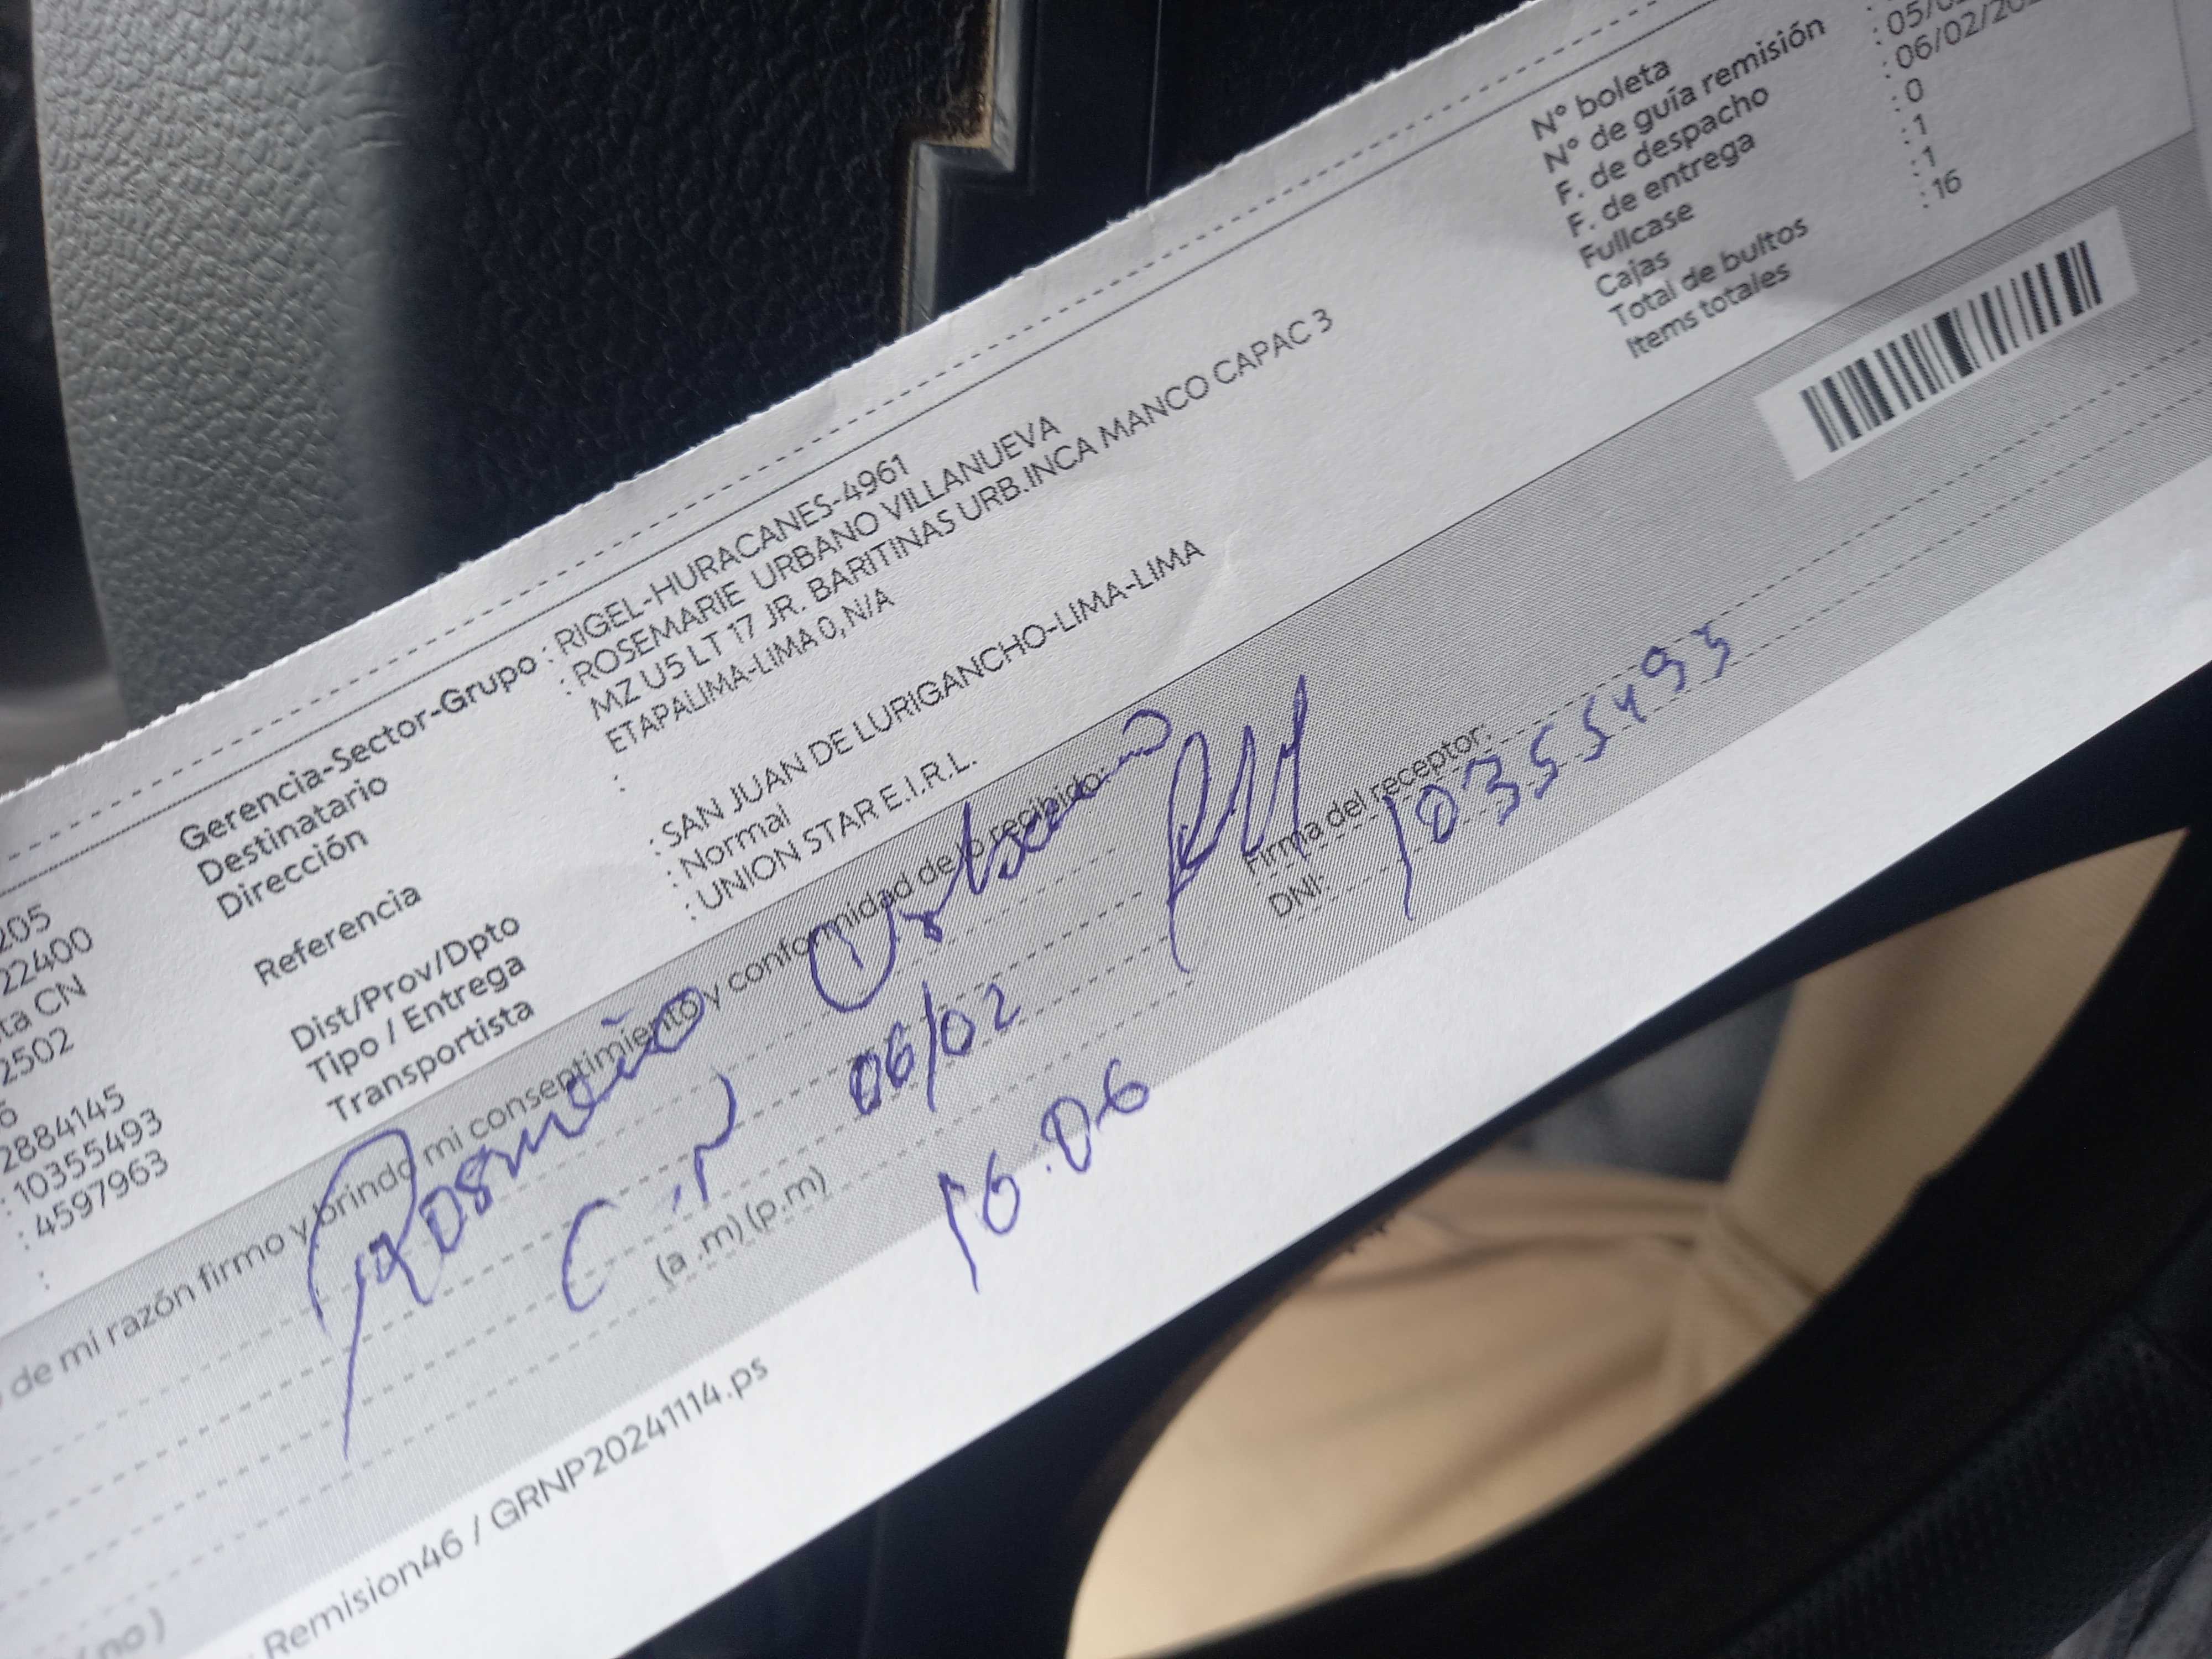 205
22400
ta CN
2502
6
2884145
: 10355493
: 4597963
:
Gerencia-Sector-Grupo : RIGEL-HURACANES-4961
Destinatario : ROSEMARIE URBANO VILLANUEVA
Dirección MZ U5 LT 17 JR. BARITINAS URB.INCA MANCO CAPAC 3
ETAPALIMA-LIMA 0, N/A
Referencia :
Dist/Prov/Dpto : SAN JUAN DE LURIGANCHO-LIMA-LIMA
Tipo / Entrega : Normal
Transportista : UNION STAR E.I.R.L.
N° boleta
N° de guía remisión
F. de despacho : 05/0
F. de entrega : 06/02/20
Fullcase : 0
Cajas : 1
Total de bultos : 1
Items totales : 16
de mi razón firmo y brindo mi consentimiento y conformidad de lo recibido:
Urbano
06/02
Firma del receptor:
DNI: 10355493
(a .m) (p.m) 16.06
(no)
Remision46 / GRNP20241114.ps